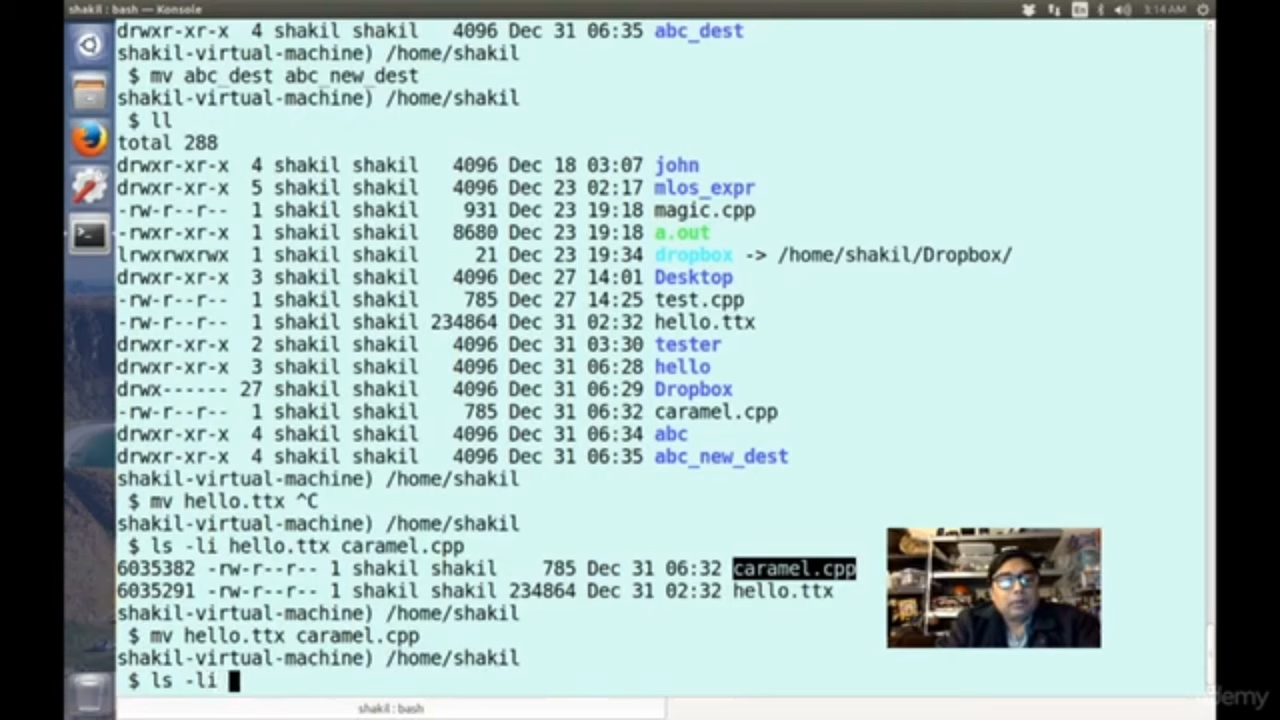 shakil : bash — Konsole
En
3:14 AM
drwxr-xr-x 4 shakil shakil 4096 Dec 31 06:35 abc_dest
shakil-virtual-machine) /home/shakil
$ mv abc_dest abc_new_dest
shakil-virtual-machine) /home/shakil
$ ll
total 288
drwxr-xr-x 4 shakil shakil 4096 Dec 18 03:07 john
drwxr-xr-x 5 shakil shakil 4096 Dec 23 02:17 mlos_expr
-rw-r--r-- 1 shakil shakil 931 Dec 23 19:18 magic.cpp
-rwxr-xr-x 1 shakil shakil 8680 Dec 23 19:18 a.out
lrwxrwxrwx 1 shakil shakil 21 Dec 23 19:34 dropbox -> /home/shakil/Dropbox/
drwxr-xr-x 3 shakil shakil 4096 Dec 27 14:01 Desktop
-rw-r--r-- 1 shakil shakil 785 Dec 27 14:25 test.cpp
-rw-r--r-- 1 shakil shakil 234864 Dec 31 02:32 hello.ttx
drwxr-xr-x 2 shakil shakil 4096 Dec 31 03:30 tester
drwxr-xr-x 3 shakil shakil 4096 Dec 31 06:28 hello
drwx------ 27 shakil shakil 4096 Dec 31 06:29 Dropbox
-rw-r--r-- 1 shakil shakil 785 Dec 31 06:32 caramel.cpp
drwxr-xr-x 4 shakil shakil 4096 Dec 31 06:34 abc
drwxr-xr-x 4 shakil shakil 4096 Dec 31 06:35 abc_new_dest
shakil-virtual-machine) /home/shakil
$ mv hello.ttx ^C
shakil-virtual-machine) /home/shakil
$ ls -li hello.ttx caramel.cpp
6035382 -rw-r--r-- 1 shakil shakil 785 Dec 31 06:32 caramel.cpp
6035291 -rw-r--r-- 1 shakil shakil 234864 Dec 31 02:32 hello.ttx
shakil-virtual-machine) /home/shakil
$ mv hello.ttx caramel.cpp
shakil-virtual-machine) /home/shakil
$ ls -li
shakil : bash